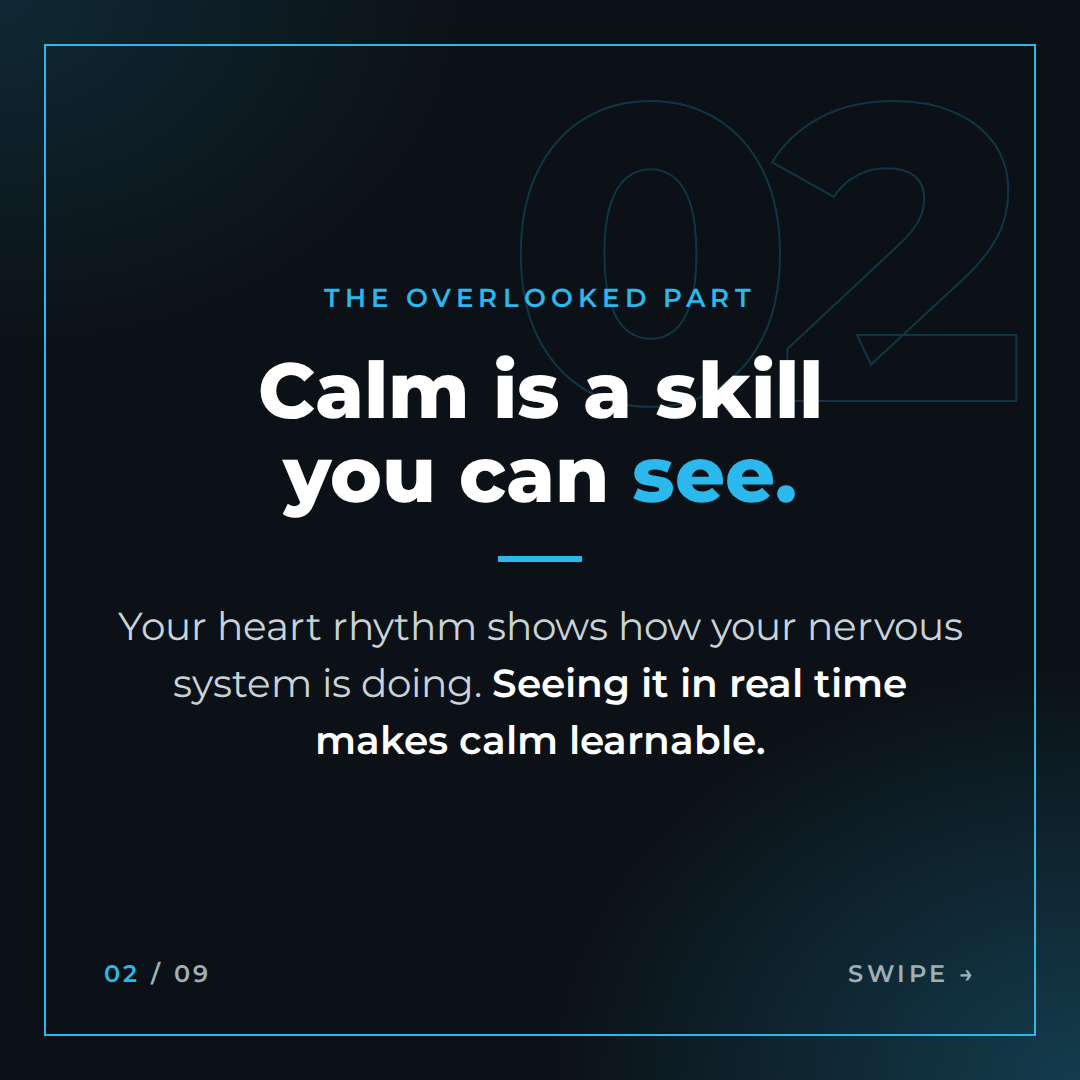 02
THE OVERLOOKED PART
Calm is a skill
you can see.
Your heart rhythm shows how your nervous
system is doing. Seeing it in real time
makes calm learnable.
02 / 09
SWIPE →